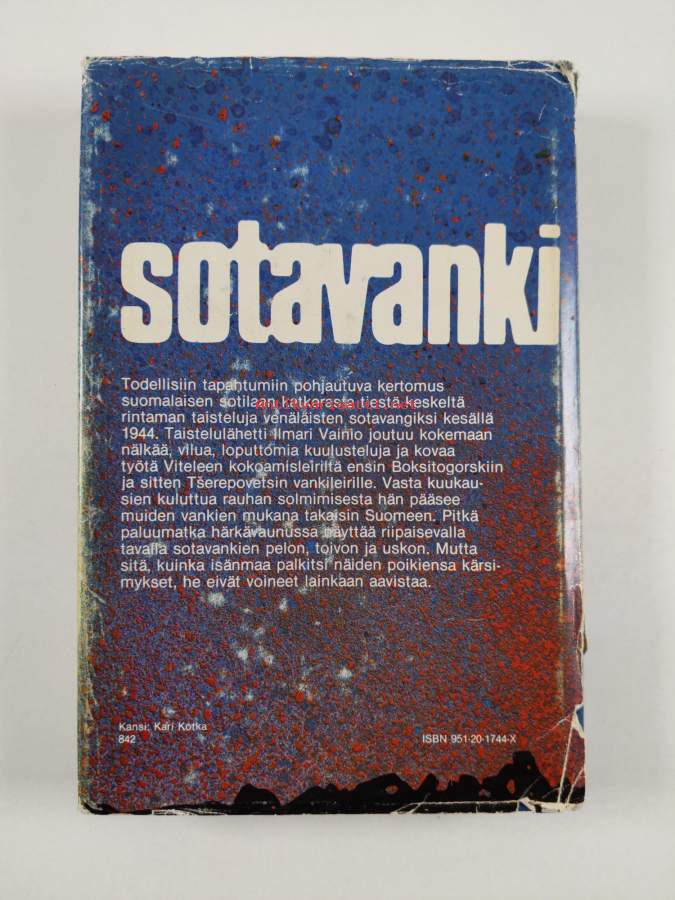 sotavanki
Todellisiin tapahtumiin pohjautuva kertomus
suomalaisen sotilaan tukarasta tiestä keskeltä
rintaman taisteluja venäläisten sotavangiksi kesällä
1944. Taistelulähetti Ilmari Vainio joutuu kokemaan
nälkää, vilua, loputtomia kuulusteluja ja kovaa
työtä Viteleen kokoamisleiriltä ensin Boksitogorskiin
ja sitten Tšerepovetsin vankileirille. Vasta kuukau-
sien kuluttua rauhan solmimisesta hän pääsee
muiden vankien mukana takaisin Suomeen. Pitkä
paluumatka härkävaunussa näyttää riipaisevalla
tavalla sotavankien pelon, toivon ja uskon. Mutta
sitä, kuinka isänmaa palkitsi näiden poikiensa kärsi-
mykset, he eivät voineet lainkaan aavistaa.
Kansi: Kari Kotka
842
ISBN 951-20-1744-X